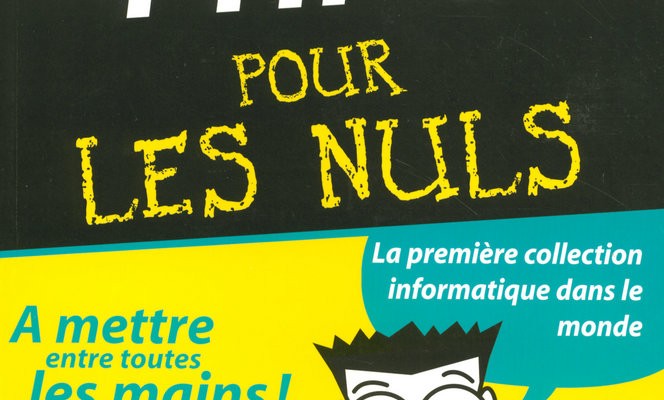 POUR
LES NULS
La première collection
informatique dans le
monde
A mettre
entre toutes
les mains !